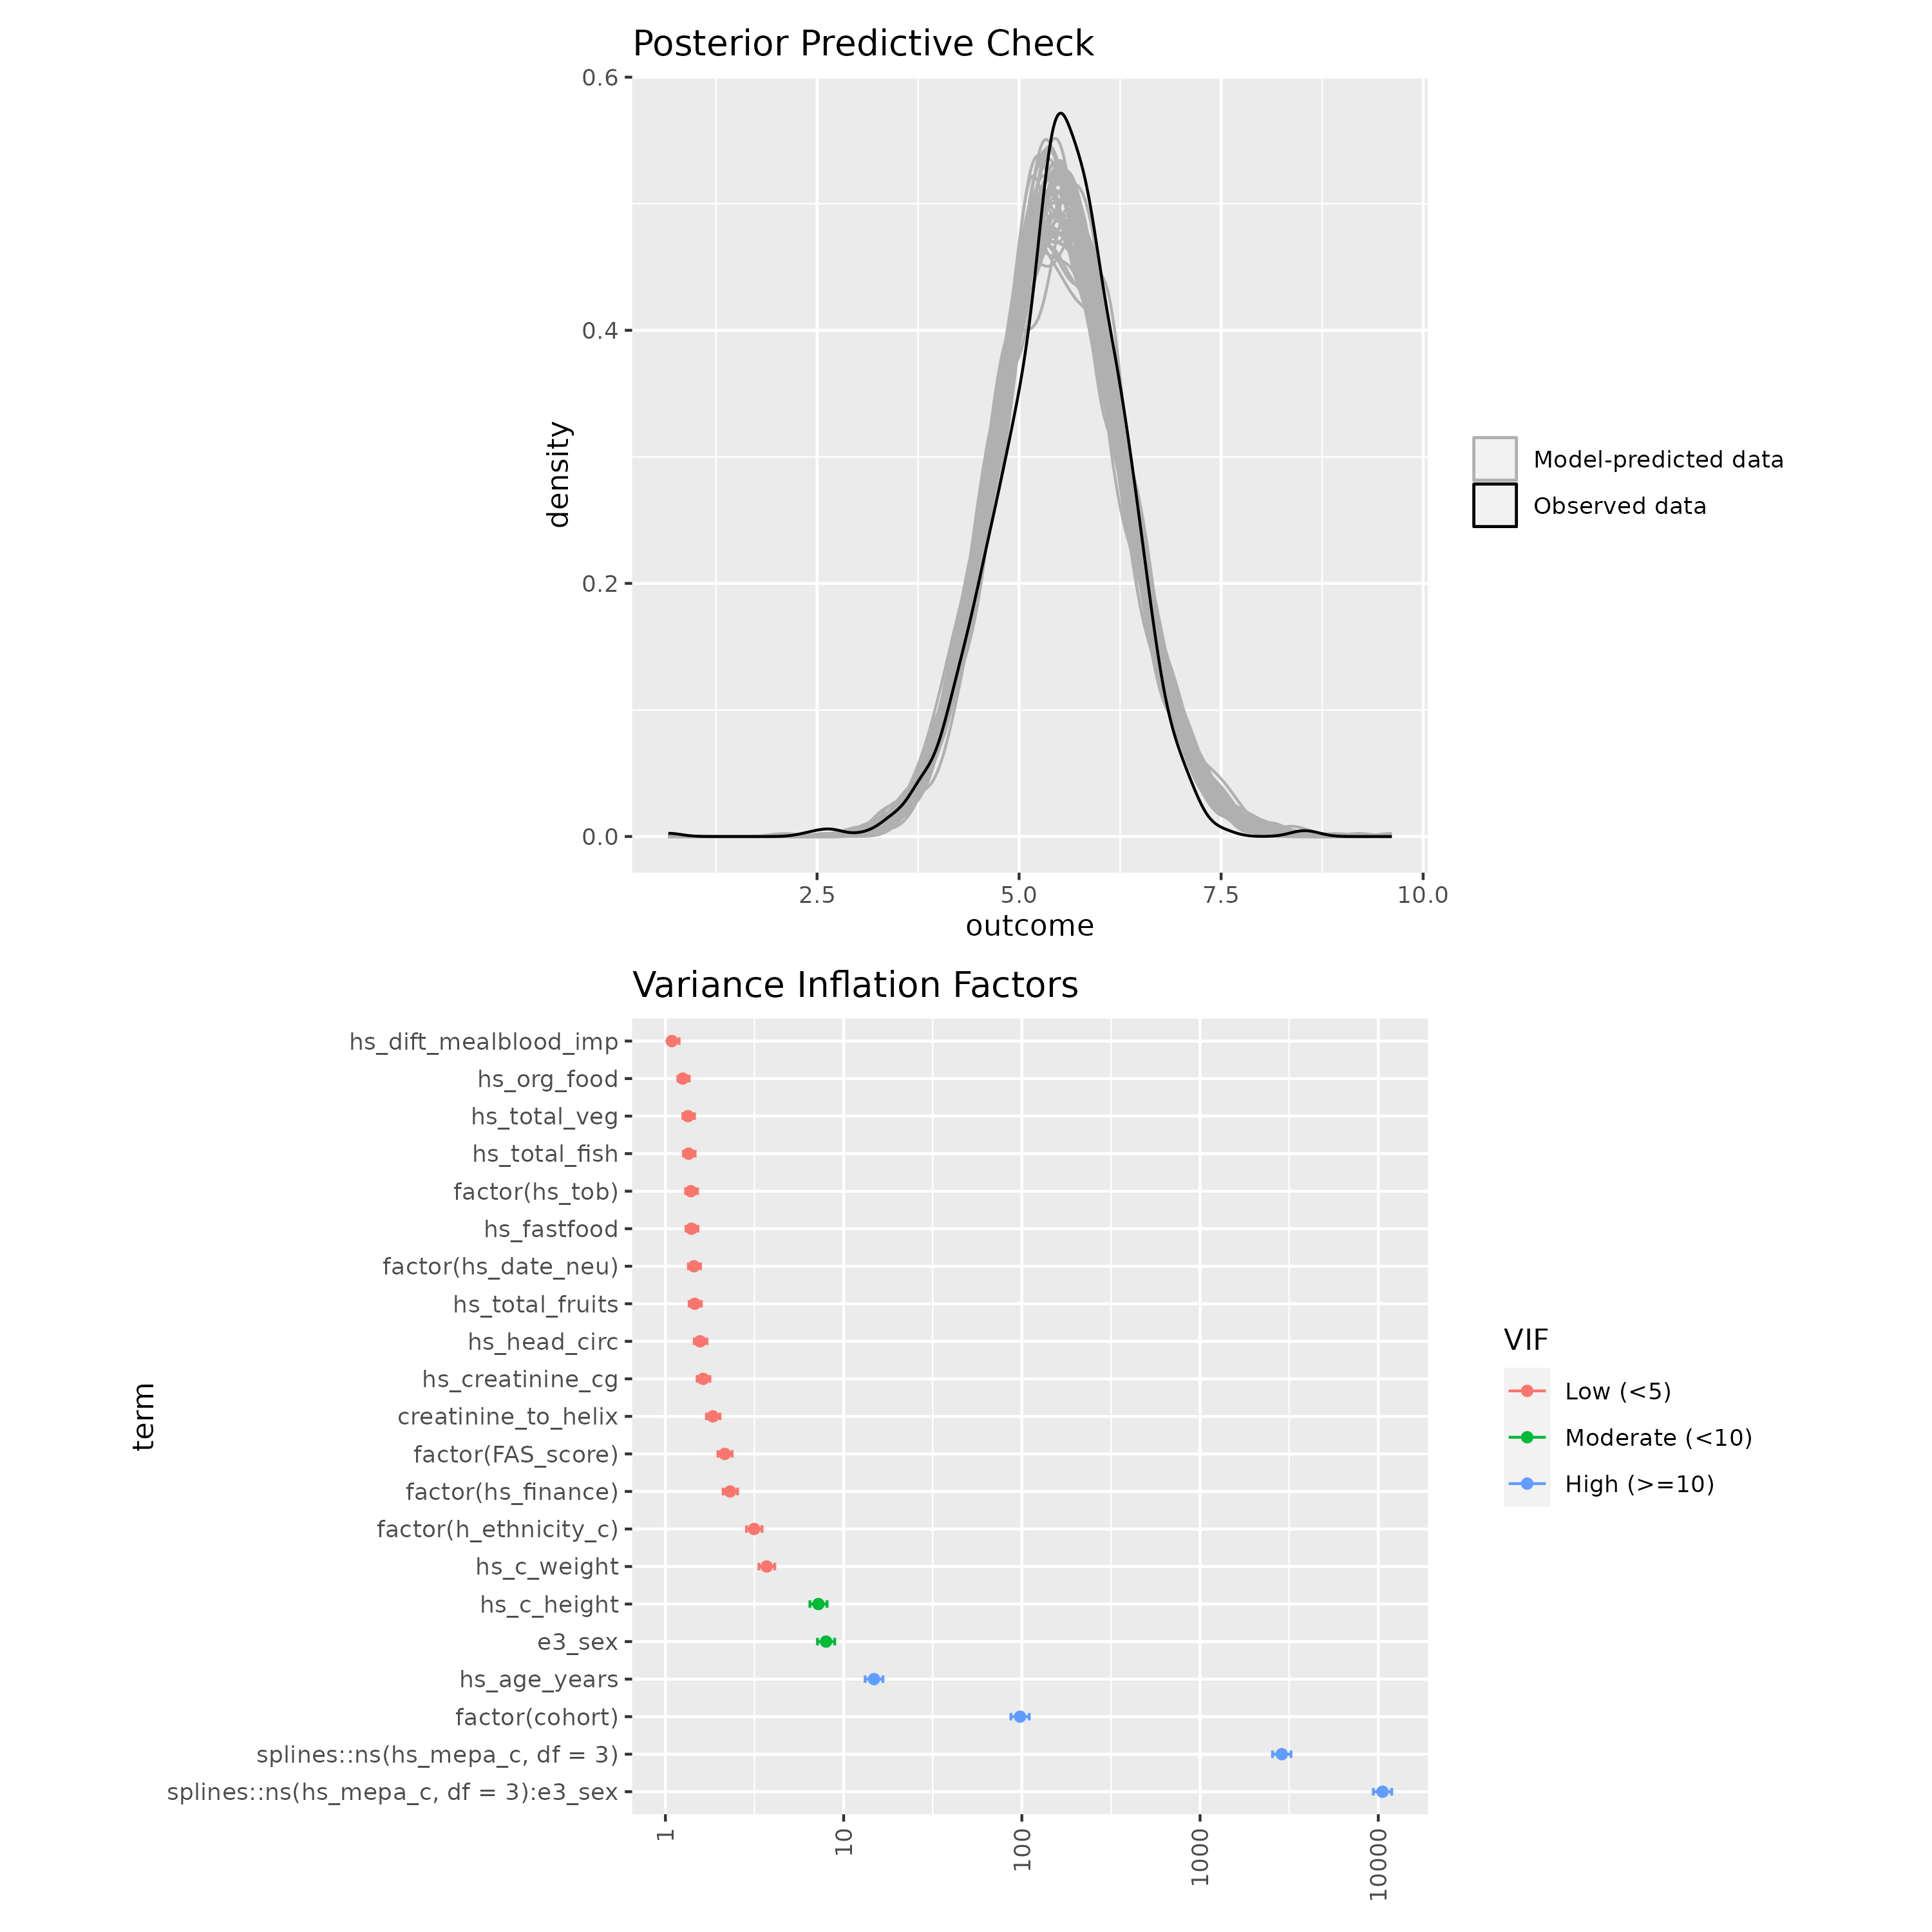 Posterior Predictive Check
0.6
0.4
0.2
0.0
density
2.5 5.0 7.5 10.0
outcome
Model-predicted data
Observed data
Variance Inflation Factors
term
hs_dift_mealblood_imp
hs_org_food
hs_total_veg
hs_total_fish
factor(hs_tob)
hs_fastfood
factor(hs_date_neu)
hs_total_fruits
hs_head_circ
hs_creatinine_cg
creatinine_to_helix
factor(FAS_score)
factor(hs_finance)
factor(h_ethnicity_c)
hs_c_weight
hs_c_height
e3_sex
hs_age_years
factor(cohort)
splines::ns(hs_mepa_c, df = 3)
splines::ns(hs_mepa_c, df = 3):e3_sex
1 10 100 1000 10000
VIF
Low (<5)
Moderate (<10)
High (>=10)